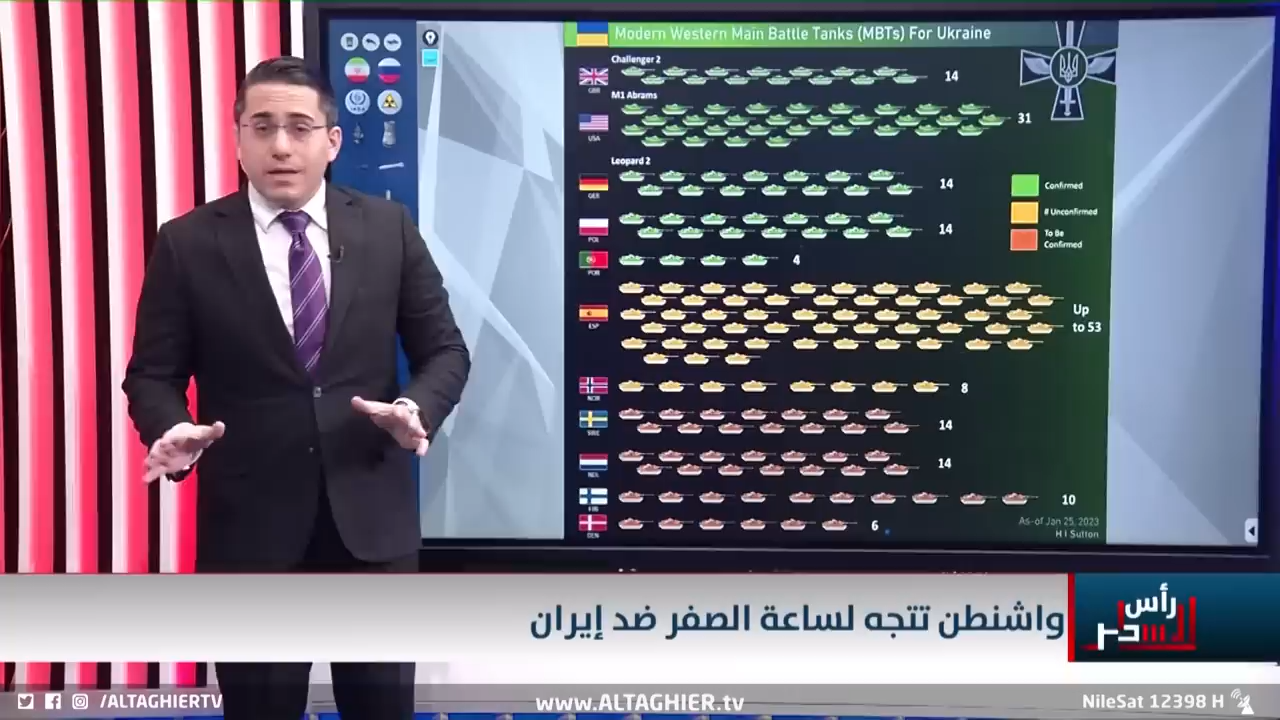 Modern Western Main Battle Tanks (MBTs) For Ukraine
Challenger 2
GBR
14
M1 Abrams
USA
31
Leopard 2
GER
14
POL
14
POR
4
ESP
Up
to 53
NOR
8
SWE
14
NDL
14
FIN
10
DEN
6
Confirmed
# Unconfirmed
To Be
Confirmed
As-of Jan 25, 2023
H I Sutton
واشنطن تتجه لساعة الصفر ضد إيران
رأس
السطر
/ALTAGHIERTV
www.ALTAGHIER.tv
NileSat 12398 H